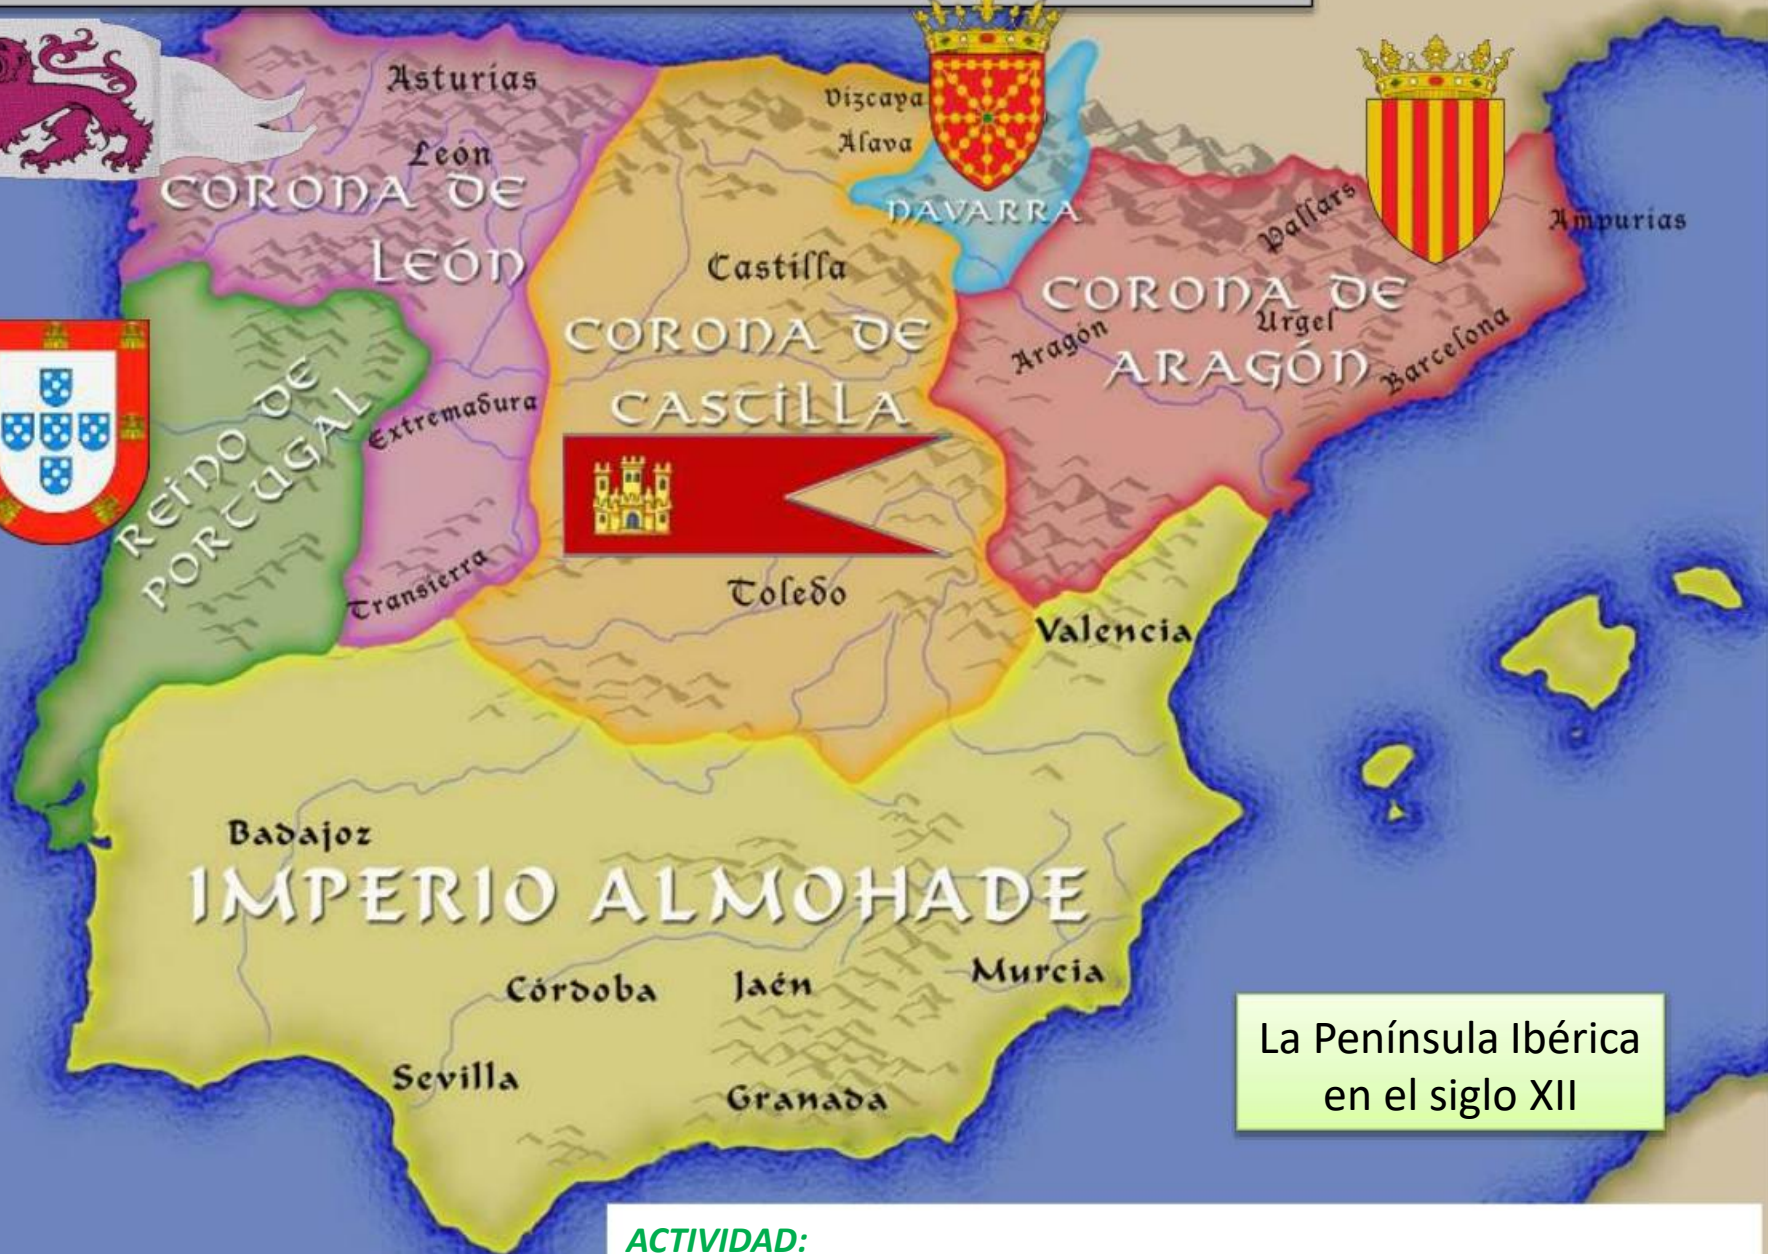 Asturias
León
CORONA DE
LEÓN
Vizcaya
Álava
NAVARRA
Castilla
CORONA DE
CASTILLA
Pallars
Ampurias
CORONA DE
Urgel
Aragón
ARAGÓN
Barcelona
REINO DE
PORTUGAL
Extremadura
Transierra
Toledo
Valencia
Badajoz
IMPERIO ALMOHADE
Córdoba
Jaén
Murcia
Sevilla
Granada
La Península Ibérica
en el siglo XII
ACTIVIDAD: